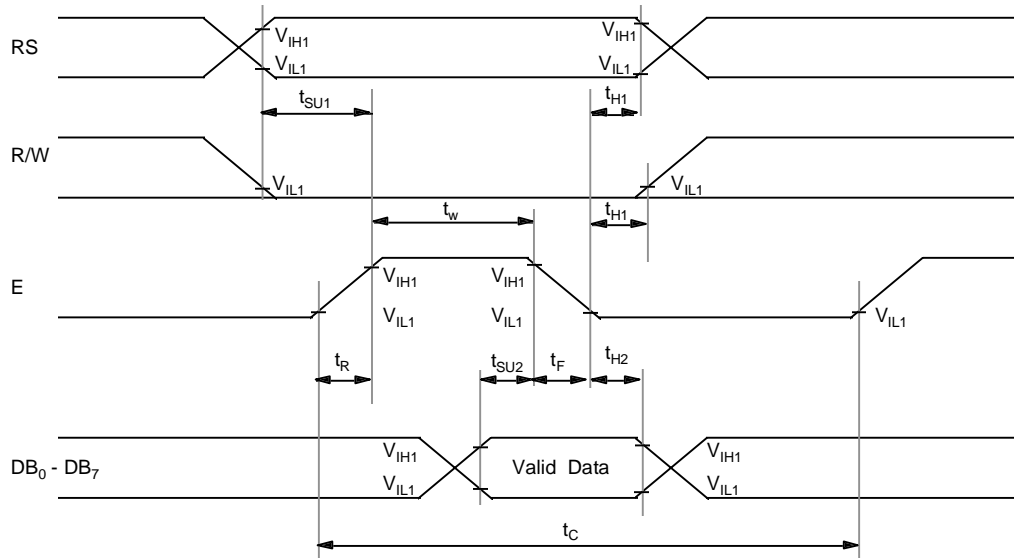 RS
V_IH1 V_IH1
V_IL1 V_IL1
t_SU1 t_H1
R/W
V_IL1 V_IL1
t_w t_H1
E
V_IH1 V_IH1
V_IL1 V_IL1 V_IL1
t_R t_SU2 t_F t_H2
DB_0 - DB_7
V_IH1 V_IH1
Valid Data
V_IL1 V_IL1
t_C